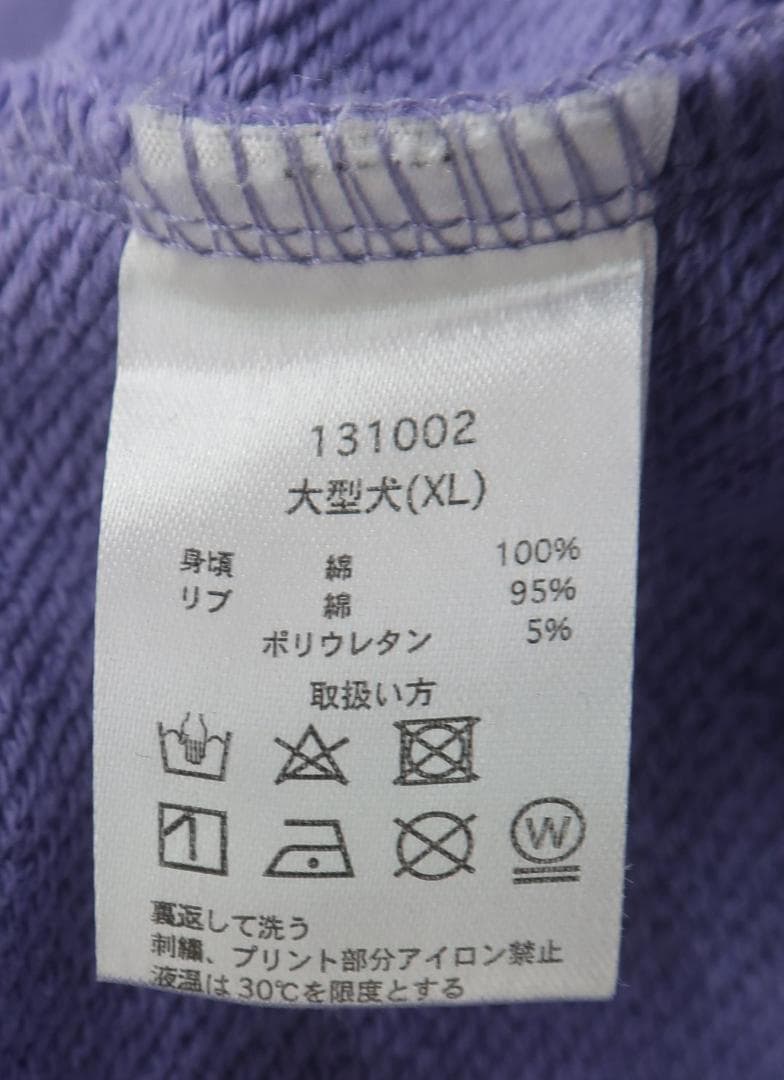 131002
大型犬(XL)
身頃 綿 100%
リブ 綿 95%
ポリウレタン 5%
取扱い方
W
裏返して洗う
刺繍、プリント部分アイロン禁止
液温は30℃を限度とする